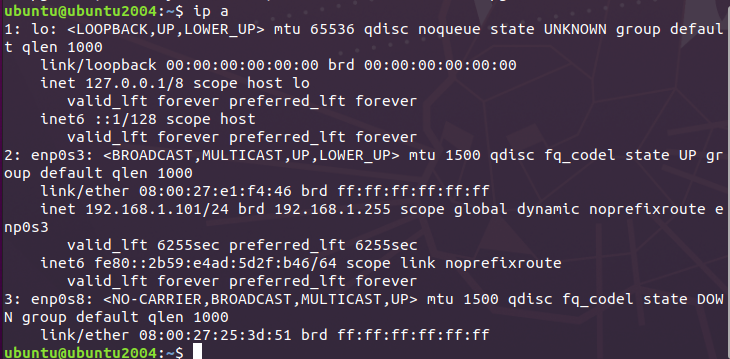 ubuntu@ubuntu2004:~$ ip a
1: lo: <LOOPBACK,UP,LOWER_UP> mtu 65536 qdisc noqueue state UNKNOWN group defaul
t qlen 1000
    link/loopback 00:00:00:00:00:00 brd 00:00:00:00:00:00
    inet 127.0.0.1/8 scope host lo
       valid_lft forever preferred_lft forever
    inet6 ::1/128 scope host
       valid_lft forever preferred_lft forever
2: enp0s3: <BROADCAST,MULTICAST,UP,LOWER_UP> mtu 1500 qdisc fq_codel state UP gr
oup default qlen 1000
    link/ether 08:00:27:e1:f4:46 brd ff:ff:ff:ff:ff:ff
    inet 192.168.1.101/24 brd 192.168.1.255 scope global dynamic noprefixroute e
np0s3
       valid_lft 6255sec preferred_lft 6255sec
    inet6 fe80::2b59:e4ad:5d2f:b46/64 scope link noprefixroute
       valid_lft forever preferred_lft forever
3: enp0s8: <NO-CARRIER,BROADCAST,MULTICAST,UP> mtu 1500 qdisc fq_codel state DOW
N group default qlen 1000
    link/ether 08:00:27:25:3d:51 brd ff:ff:ff:ff:ff:ff
ubuntu@ubuntu2004:~$